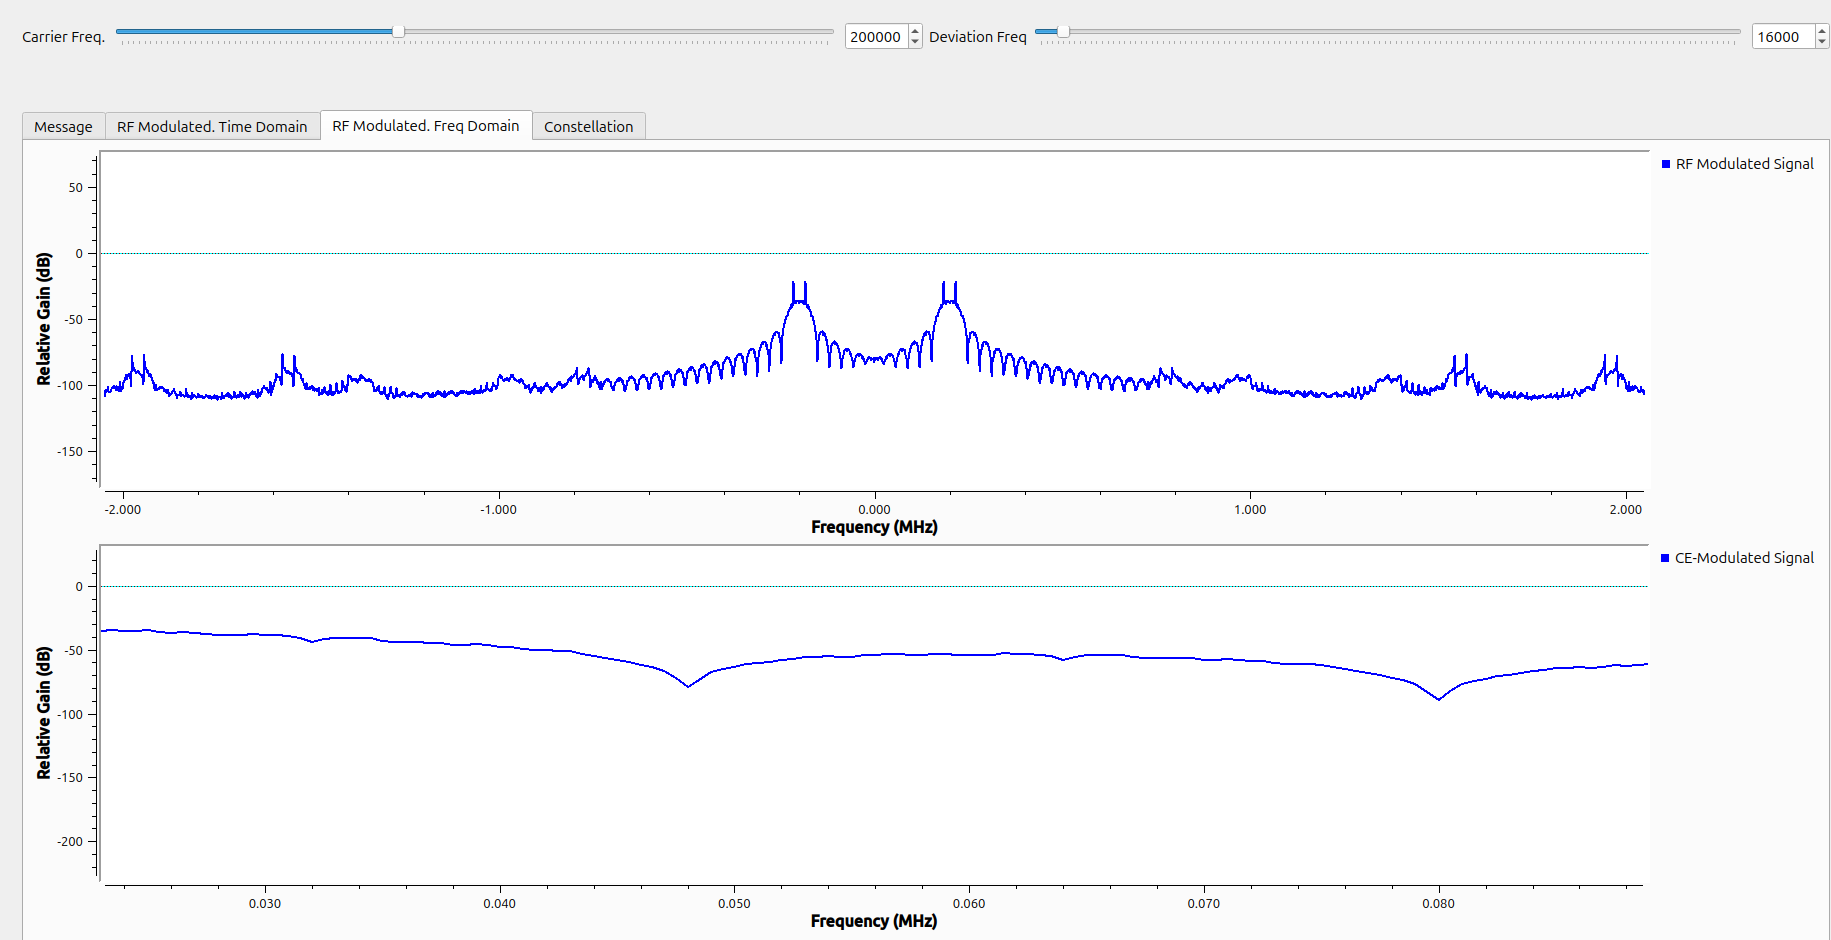 Carrier Freq. 200000 Deviation Freq 16000
Message RF Modulated. Time Domain RF Modulated. Freq Domain Constellation
RF Modulated Signal
Relative Gain (dB)
50
0
-50
-100
-150
-2.000 -1.000 0.000 1.000 2.000
Frequency (MHz)
CE-Modulated Signal
Relative Gain (dB)
0
-50
-100
-150
-200
0.030 0.040 0.050 0.060 0.070 0.080
Frequency (MHz)